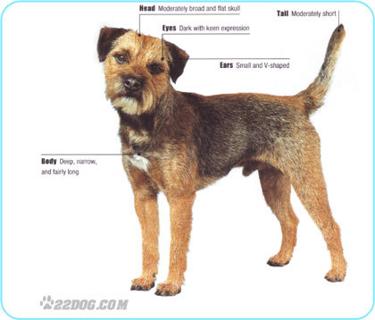 Head Moderately broad and flat skull
Tail Moderately short
Eyes Dark with keen expression
Ears Small and V-shaped
Body Deep, narrow,
and fairly long
22DOG.COM